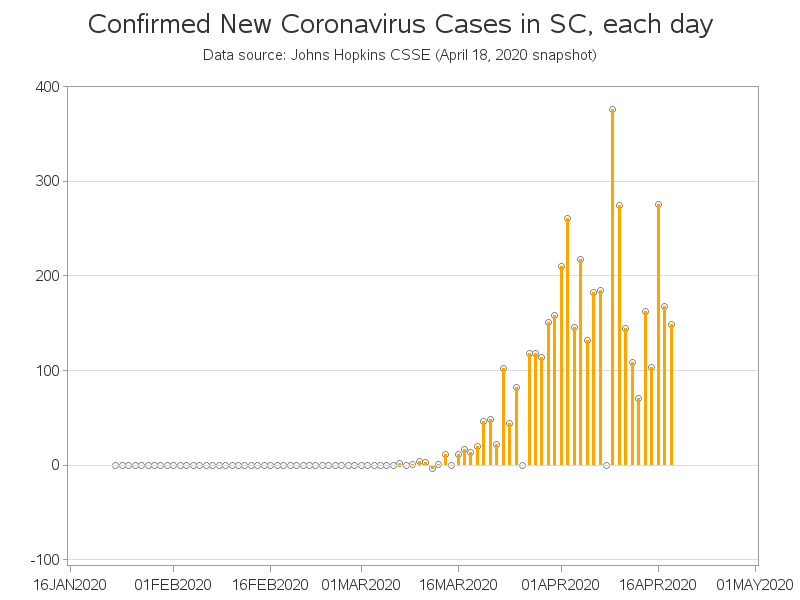 Confirmed New Coronavirus Cases in SC, each day
Data source: Johns Hopkins CSSE (April 18, 2020 snapshot)
400
300
200
100
0
-100
16JAN2020 01FEB2020 16FEB2020 01MAR2020 16MAR2020 01APR2020 16APR2020 01MAY2020